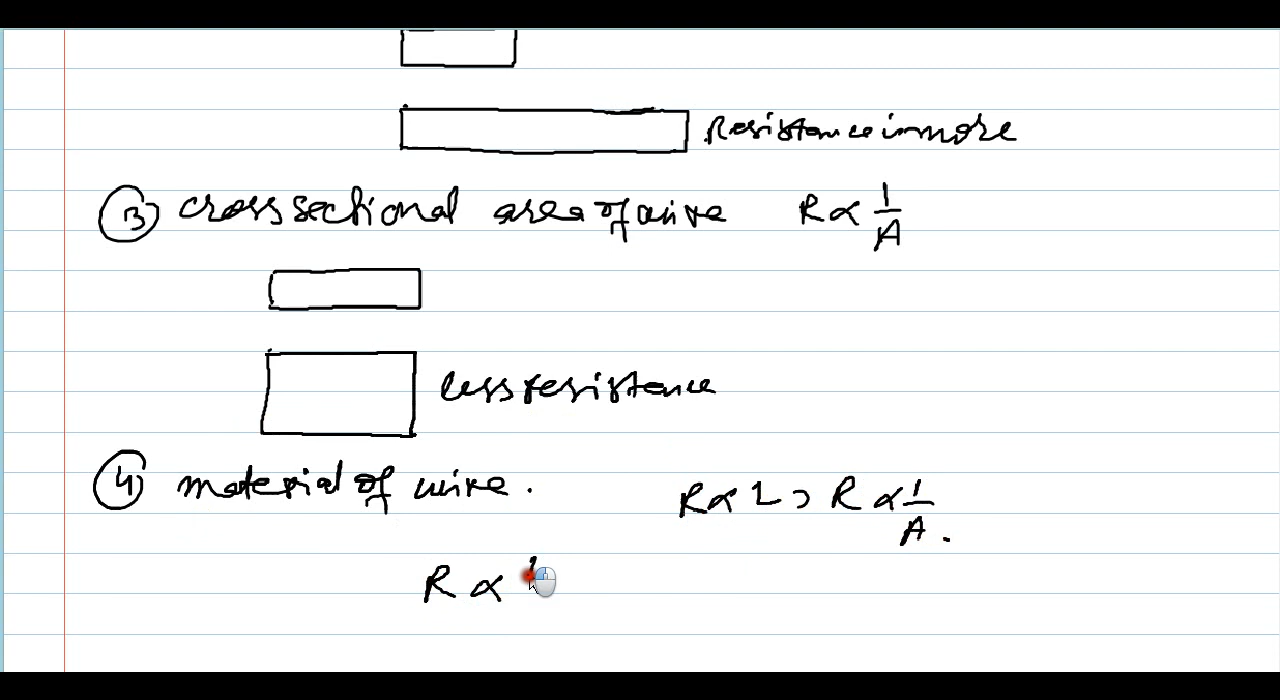 Resistance is more
③ cross sectional area of wire R ∝ 1/A
less resistance
④ material of wire. R ∝ L, R ∝ 1/A.
R ∝